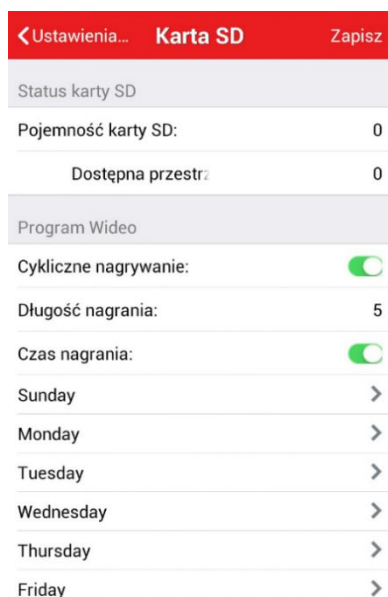 Ustawienia... Karta SD Zapisz
Status karty SD
Pojemność karty SD: 0
Dostępna przestrz 0
Program Wideo
Cykliczne nagrywanie:
Długość nagrania: 5
Czas nagrania:
Sunday
Monday
Tuesday
Wednesday
Thursday
Friday